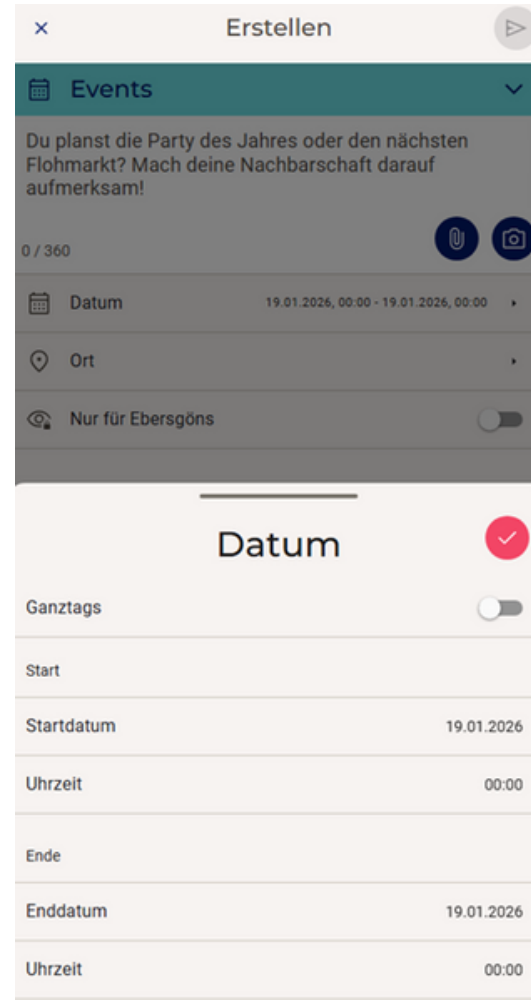 Erstellen
Events
Du planst die Party des Jahres oder den nächsten
Flohmarkt? Mach deine Nachbarschaft darauf
aufmerksam!
0 / 360
Datum 19.01.2026, 00:00 - 19.01.2026, 00:00
Ort
Nur für Ebersgöns
Datum
Ganztags
Start
Startdatum 19.01.2026
Uhrzeit 00:00
Ende
Enddatum 19.01.2026
Uhrzeit 00:00